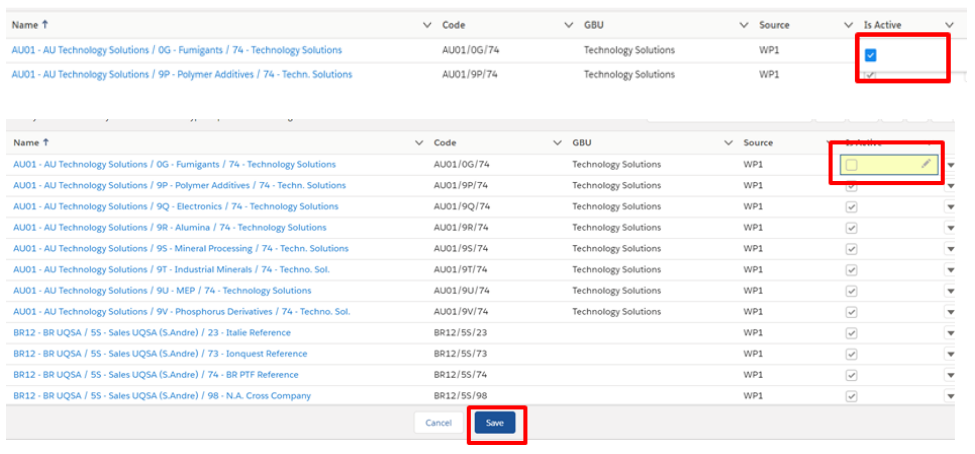 Name ↑ Code GBU Source Is Active
AU01 - AU Technology Solutions / 0G - Fumigants / 74 - Technology Solutions AU01/0G/74 Technology Solutions WP1
AU01 - AU Technology Solutions / 9P - Polymer Additives / 74 - Techn. Solutions AU01/9P/74 Technology Solutions WP1
Name ↑ Code GBU Source Is Active
AU01 - AU Technology Solutions / 0G - Fumigants / 74 - Technology Solutions AU01/0G/74 Technology Solutions WP1
AU01 - AU Technology Solutions / 9P - Polymer Additives / 74 - Techn. Solutions AU01/9P/74 Technology Solutions WP1
AU01 - AU Technology Solutions / 9Q - Electronics / 74 - Technology Solutions AU01/9Q/74 Technology Solutions WP1
AU01 - AU Technology Solutions / 9R - Alumina / 74 - Technology Solutions AU01/9R/74 Technology Solutions WP1
AU01 - AU Technology Solutions / 9S - Mineral Processing / 74 - Techn. Solutions AU01/9S/74 Technology Solutions WP1
AU01 - AU Technology Solutions / 9T - Industrial Minerals / 74 - Techno. Sol. AU01/9T/74 Technology Solutions WP1
AU01 - AU Technology Solutions / 9U - MEP / 74 - Technology Solutions AU01/9U/74 Technology Solutions WP1
AU01 - AU Technology Solutions / 9V - Phosphorus Derivatives / 74 - Techno. Sol. AU01/9V/74 Technology Solutions WP1
BR12 - BR UQSA / 5S - Sales UQSA (S.Andre) / 23 - Italie Reference BR12/5S/23 WP1
BR12 - BR UQSA / 5S - Sales UQSA (S.Andre) / 73 - Ionquest Reference BR12/5S/73 WP1
BR12 - BR UQSA / 5S - Sales UQSA (S.Andre) / 74 - BR PTF Reference BR12/5S/74 WP1
BR12 - BR UQSA / 5S - Sales UQSA (S.Andre) / 98 - N.A. Cross Company BR12/5S/98 WP1
Cancel Save